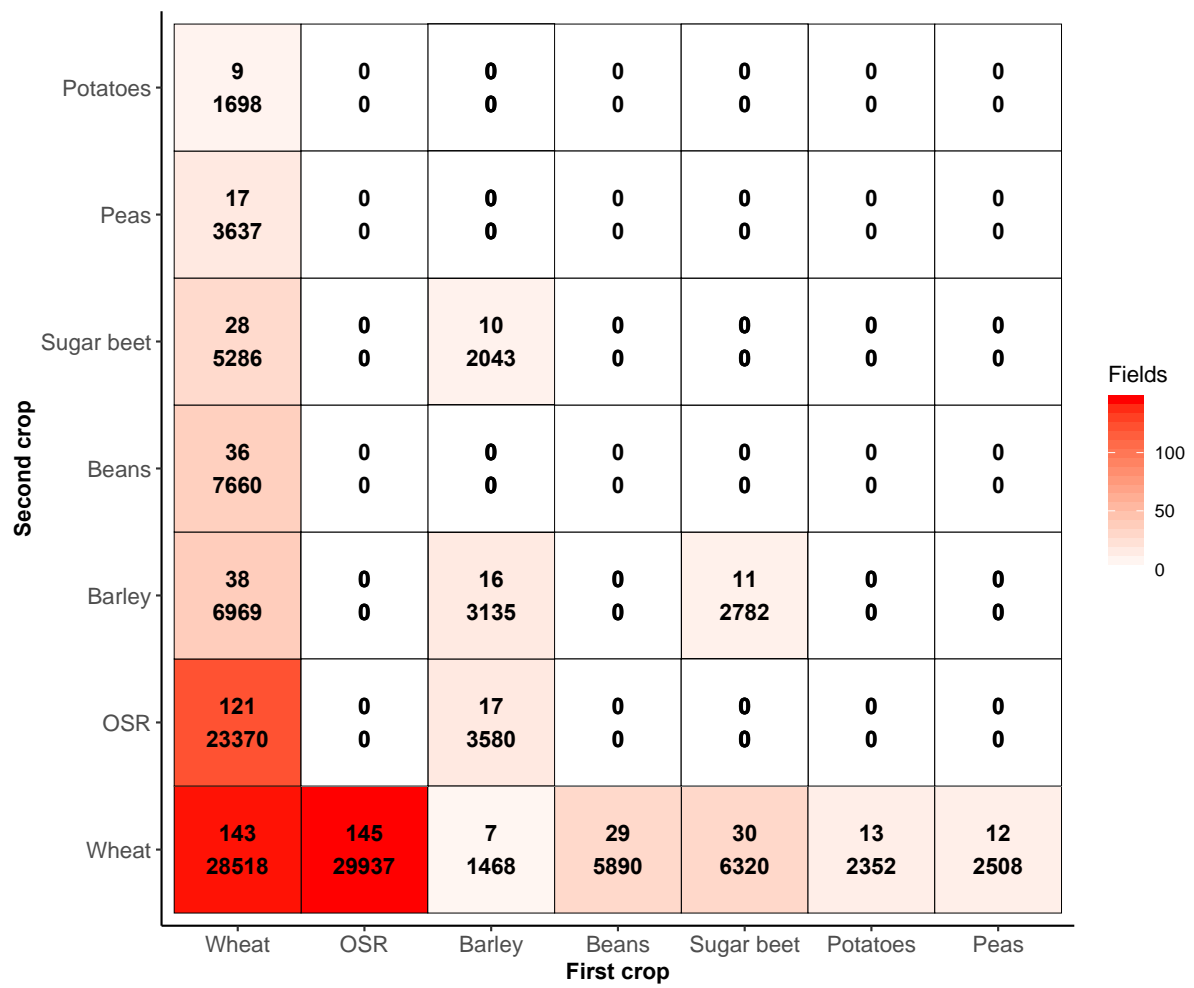 Potatoes
9 0 0 0 0 0 0
1698 0 0 0 0 0 0
Peas
17 0 0 0 0 0 0
3637 0 0 0 0 0 0
Sugar beet
28 0 10 0 0 0 0
5286 0 2043 0 0 0 0
Beans
36 0 0 0 0 0 0
7660 0 0 0 0 0 0
Barley
38 0 16 0 11 0 0
6969 0 3135 0 2782 0 0
OSR
121 0 17 0 0 0 0
23370 0 3580 0 0 0 0
Wheat
143 145 7 29 30 13 12
28518 29937 1468 5890 6320 2352 2508
Second crop
Wheat OSR Barley Beans Sugar beet Potatoes Peas
First crop
Fields
100
50
0